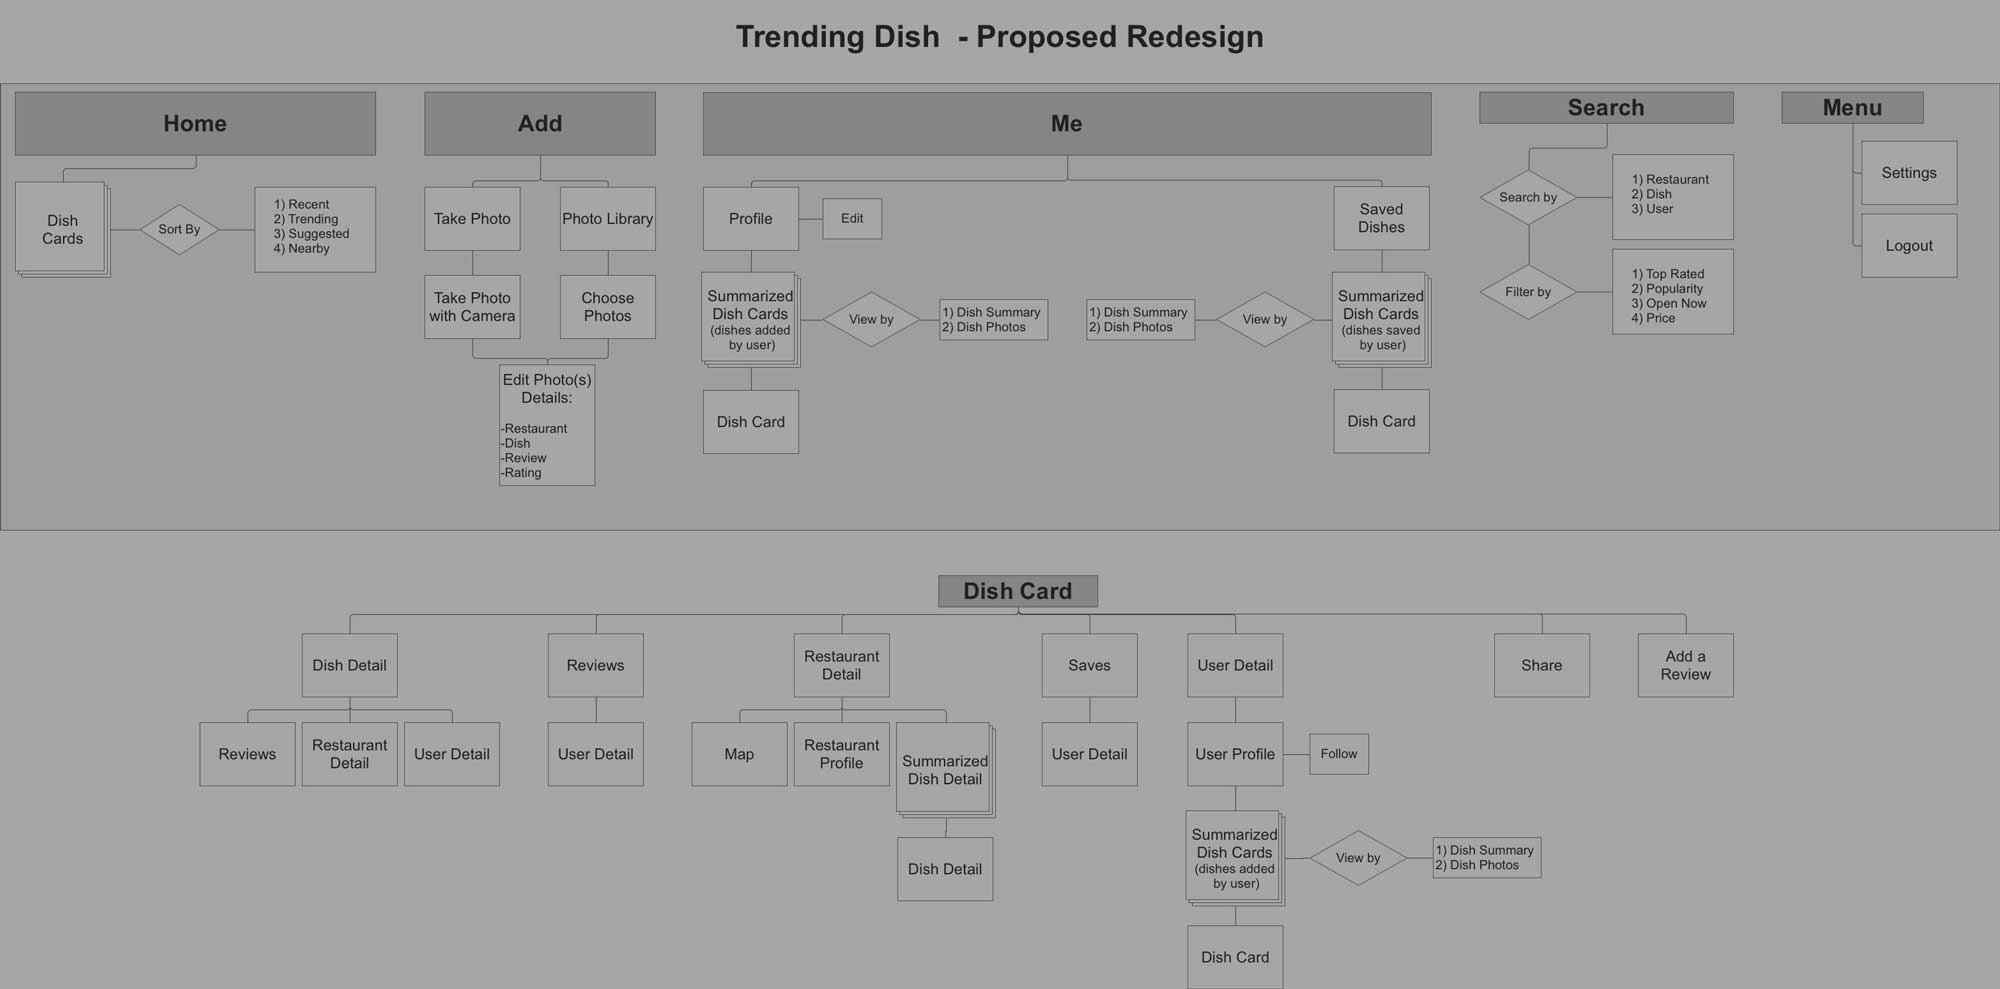 Trending Dish - Proposed Redesign
Home
Dish
Cards
Sort By
1) Recent
2) Trending
3) Suggested
4) Nearby
Add
Take Photo
Photo Library
Take Photo
with Camera
Choose
Photos
Edit Photo(s)
Details:
-Restaurant
-Dish
-Review
-Rating
Me
Profile
Edit
Summarized
Dish Cards
(dishes added
by user)
View by
1) Dish Summary
2) Dish Photos
Dish Card
Saved
Dishes
1) Dish Summary
2) Dish Photos
View by
Summarized
Dish Cards
(dishes saved
by user)
Dish Card
Search
Search by
1) Restaurant
2) Dish
3) User
Filter by
1) Top Rated
2) Popularity
3) Open Now
4) Price
Menu
Settings
Logout
Dish Card
Dish Detail
Reviews
Restaurant
Detail
User Detail
Reviews
User Detail
Restaurant
Detail
Map
Restaurant
Profile
Summarized
Dish Detail
Dish Detail
Saves
User Detail
User Detail
User Profile
Follow
Summarized
Dish Cards
(dishes added
by user)
View by
1) Dish Summary
2) Dish Photos
Dish Card
Share
Add a
Review